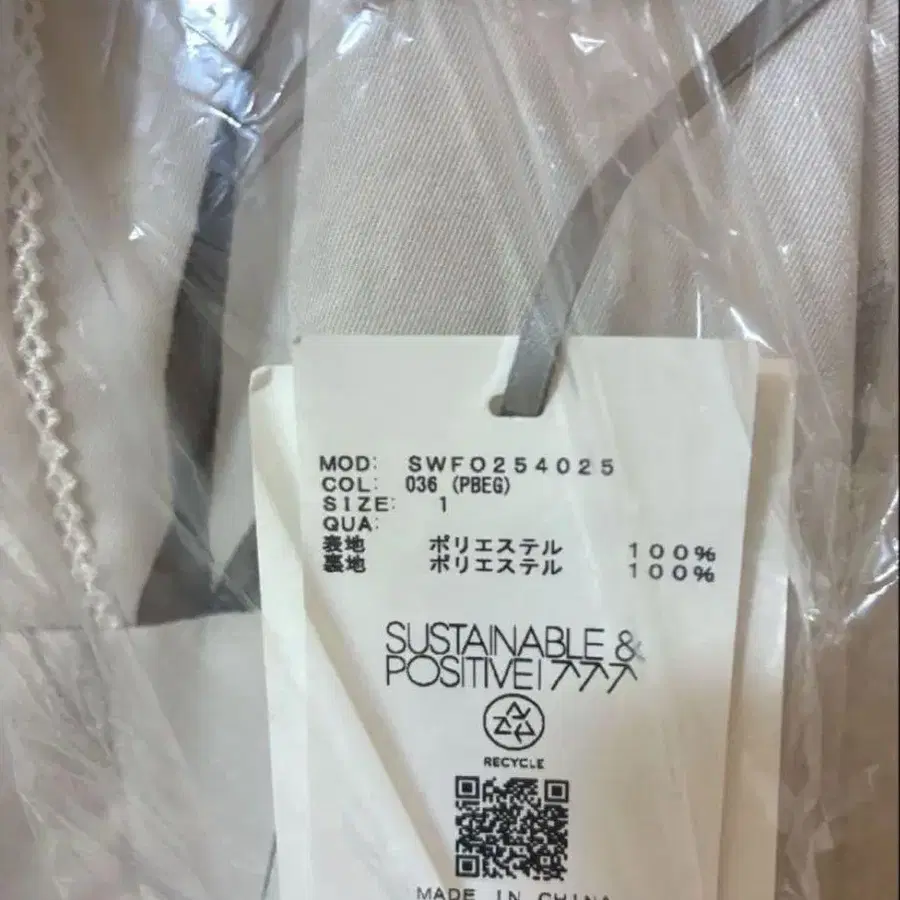 MOD: SWFO254025
COL: 036 (PBEG)
SIZE: 1
QUA:
表地 ポリエステル 100%
裏地 ポリエステル 100%
SUSTAINABLE &
POSITIVE!
RECYCLE
MADE IN CHINA